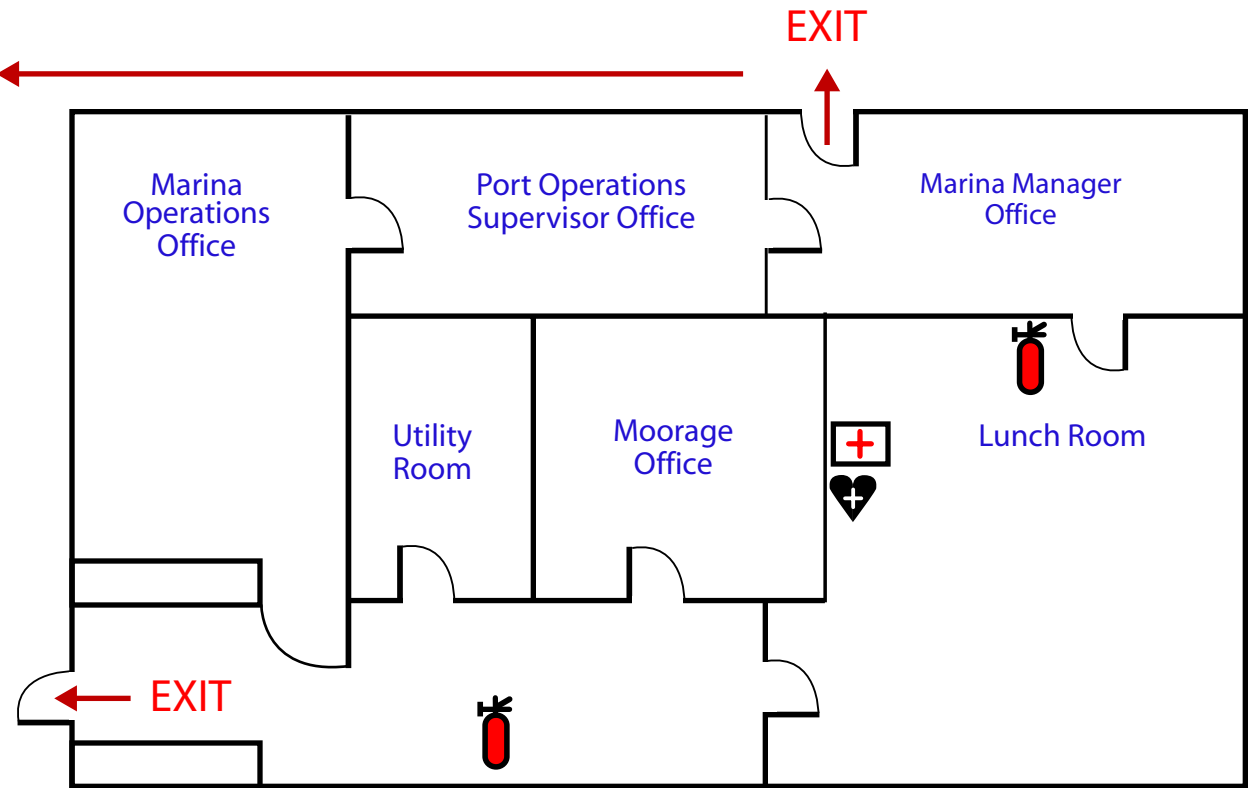 EXIT
Marina
Operations
Office
Port Operations
Supervisor Office
Marina Manager
Office
Utility
Room
Moorage
Office
Lunch Room
EXIT